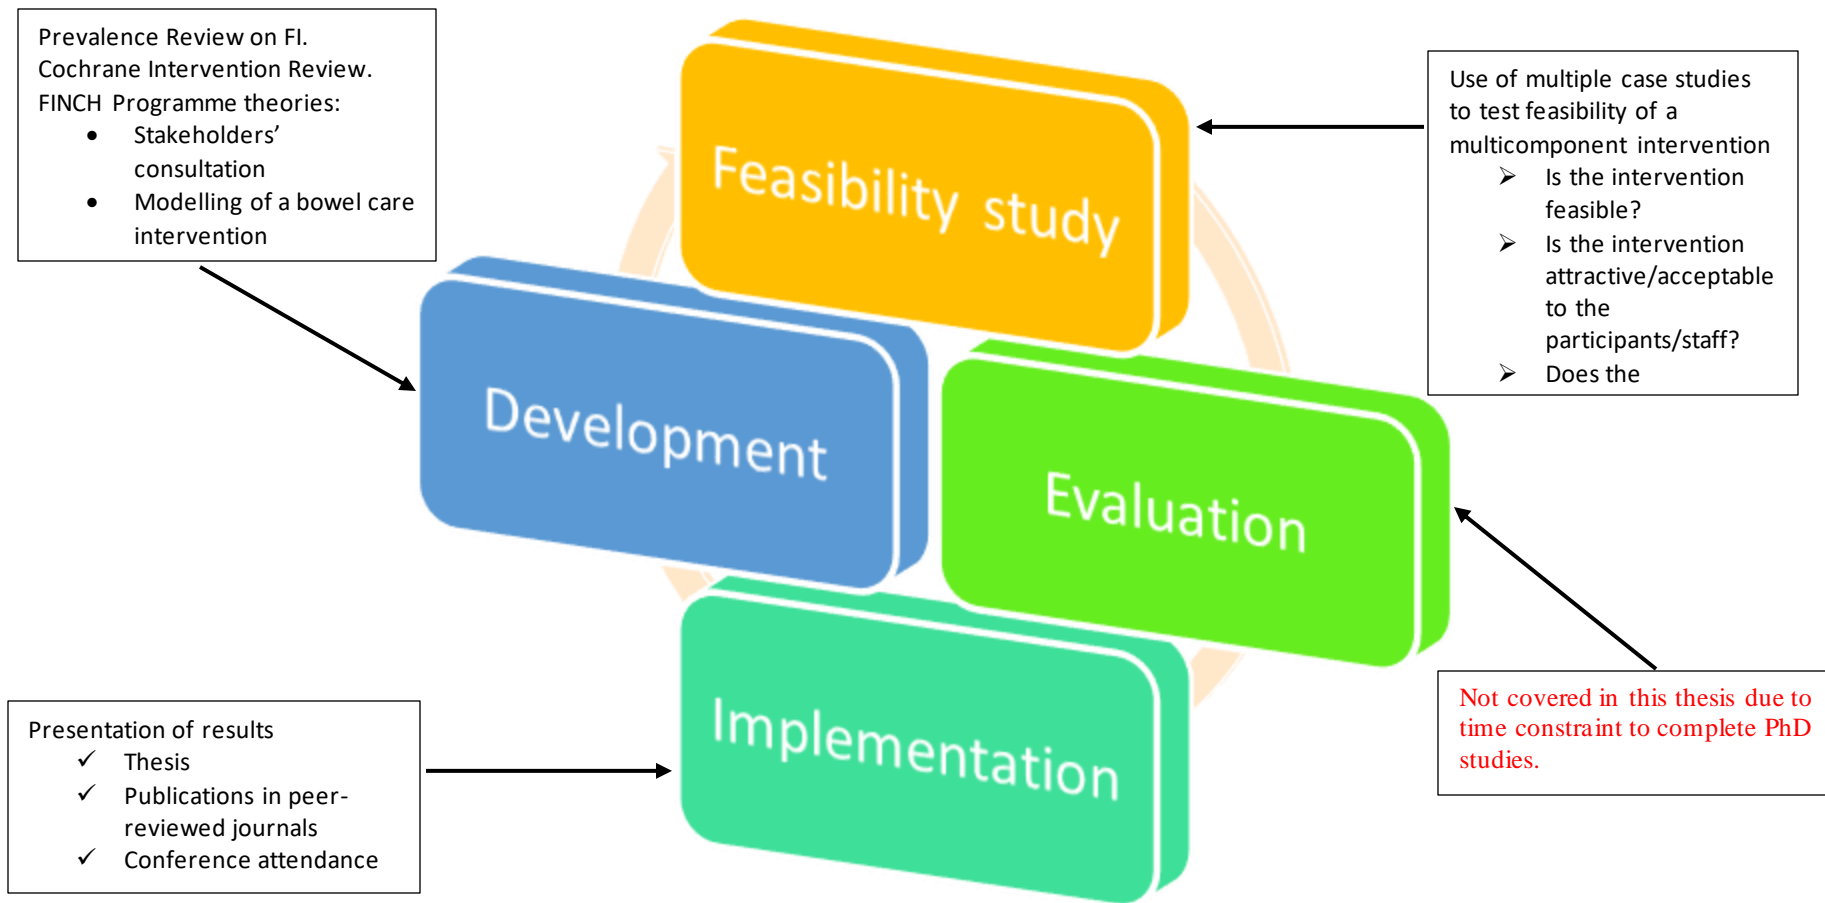 Prevalence Review on FI.
Cochrane Intervention Review.
FINCH Programme theories:
• Stakeholders’
consultation
• Modelling of a bowel care
intervention
Feasibility study
Use of multiple case studies
to test feasibility of a
multicomponent intervention
➢ Is the intervention
feasible?
➢ Is the intervention
attractive/acceptable
to the
participants/staff?
➢ Does the
Development
Evaluation
Implementation
Presentation of results
✓ Thesis
✓ Publications in peer-
reviewed journals
✓ Conference attendance
Not covered in this thesis due to
time constraint to complete PhD
studies.